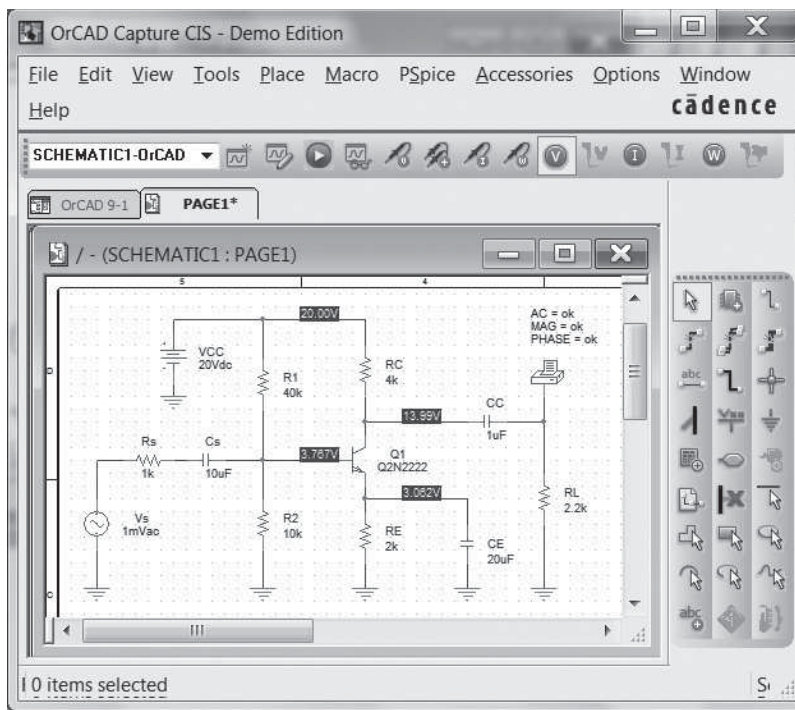 OrCAD Capture CIS - Demo Edition
File Edit View Tools Place Macro PSpice Accessories Options Window
Help
cādence
SCHEMATIC1-OrCAD
V I W
OrCAD 9-1
PAGE1*
/ - (SCHEMATIC1 : PAGE1)
5 4
20.00V
AC = ok
MAG = ok
PHASE = ok
VCC
20Vdc
R1
40k
RC
4k
13.99V
CC
1uF
Rs
1k
Cs
10uF
3.767V
Q1
Q2N2222
3.062V
Vs
1mVac
R2
10k
RE
2k
CE
20uF
RL
2.2k
abc
abc
0 items selected